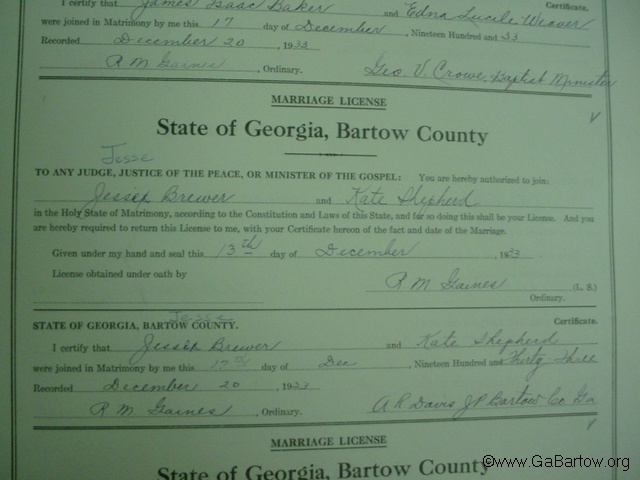 I certify that James Isaac Baker and Edna Lucile Weaver Certificate.
were joined in Matrimony by me this 17 day of December, Nineteen Hundred and 33
Recorded December 20, 1933
R M Gaines, Ordinary. Geo. V. Crowe, Baptist Minister
MARRIAGE LICENSE
State of Georgia, Bartow County
Jesse
TO ANY JUDGE, JUSTICE OF THE PEACE, OR MINISTER OF THE GOSPEL: You are hereby authorized to join:
Brewer and Kate Shipherd
in the Holy State of Matrimony, according to the Constitution and Laws of this State, and for so doing this shall be your License. And you
are hereby required to return this License to me, with your Certificate hereon of the fact and date of the Marriage.
Given under my hand and seal this 13th day of December, 1933
License obtained under oath by
R M Gaines (L. S.)
Ordinary.
Jesse
STATE OF GEORGIA, BARTOW COUNTY. Certificate.
I certify that Brewer and Kate Shipherd
were joined in Matrimony by me this day of Dec, Nineteen Hundred and Thirty Three
Recorded December 20, 1933
R M Gaines, Ordinary. A R Davis J P Bartow Co Ga
MARRIAGE LICENSE
State of Georgia, Bartow County
©www.GaBartow.org